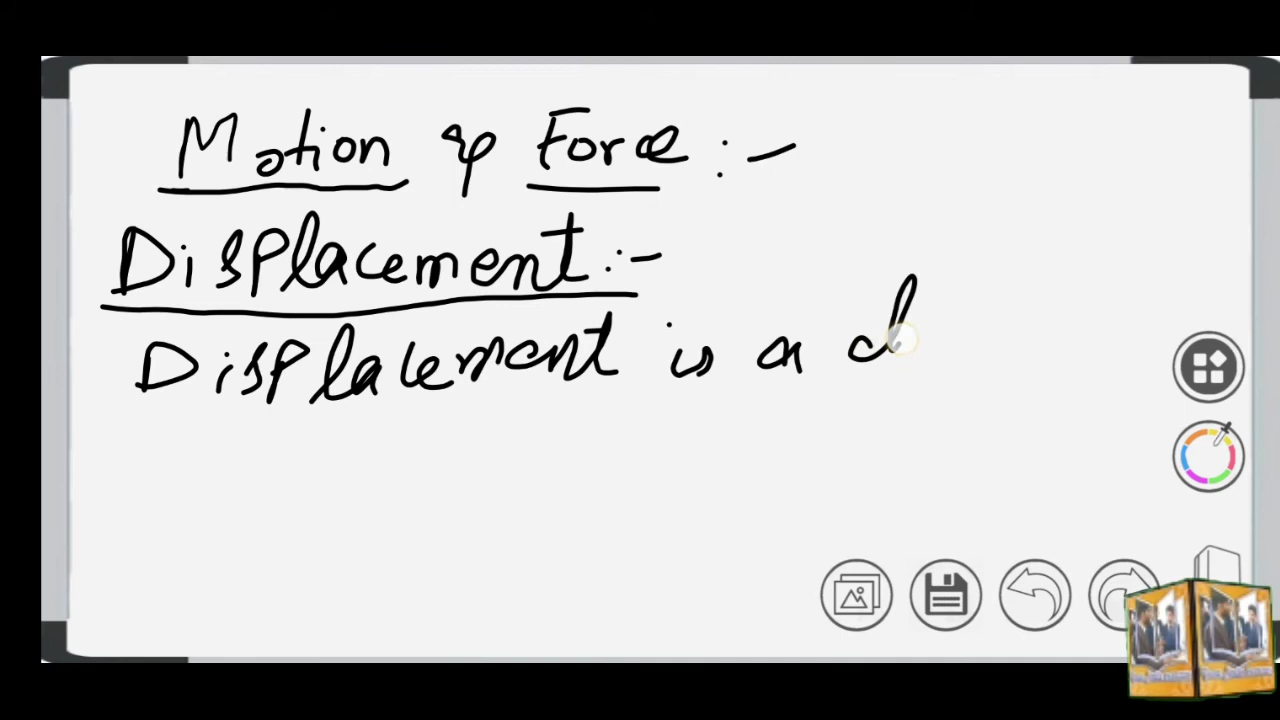 Motion & Force :-
Displacement :-
Displacement is a d